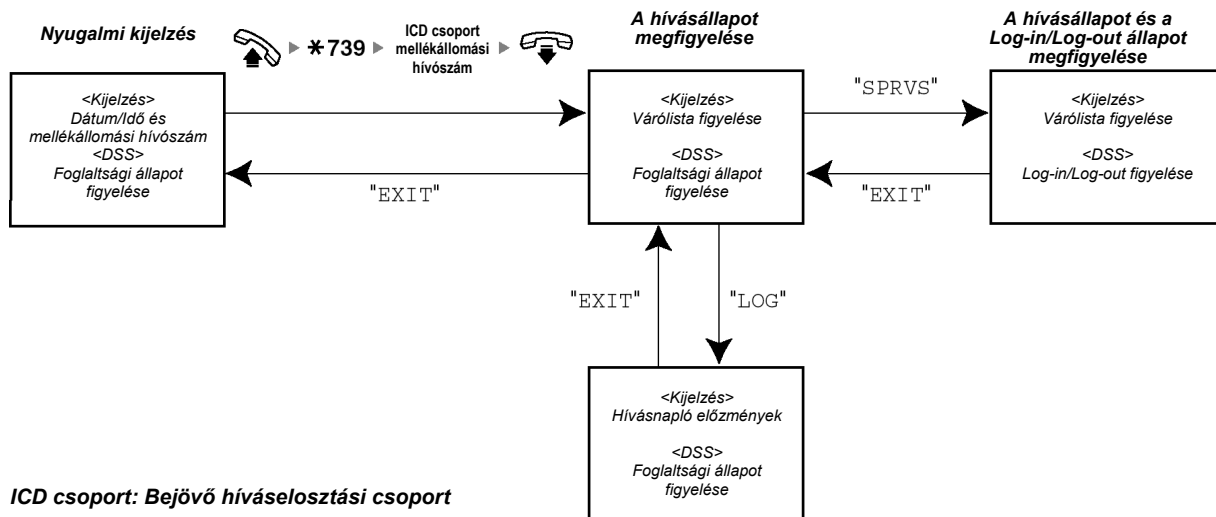 Nyugalmi kijelzés
*739
ICD csoport
mellékállomási
hívószám
A hívásállapot
megfigyelése
A hívásállapot és a
Log-in/Log-out állapot
megfigyelése
<Kijelzés>
Dátum/Idő és
mellékállomási hívószám
<DSS>
Foglaltsági állapot
figyelése
"EXIT"
<Kijelzés>
Várólista figyelése
<DSS>
Foglaltsági állapot
figyelése
"SPRVS"
"EXIT"
<Kijelzés>
Várólista figyelése
<DSS>
Log-in/Log-out figyelése
"EXIT"
"LOG"
<Kijelzés>
Hívásnapló előzmények
<DSS>
Foglaltsági állapot
figyelése
ICD csoport: Bejövő híváselosztási csoport